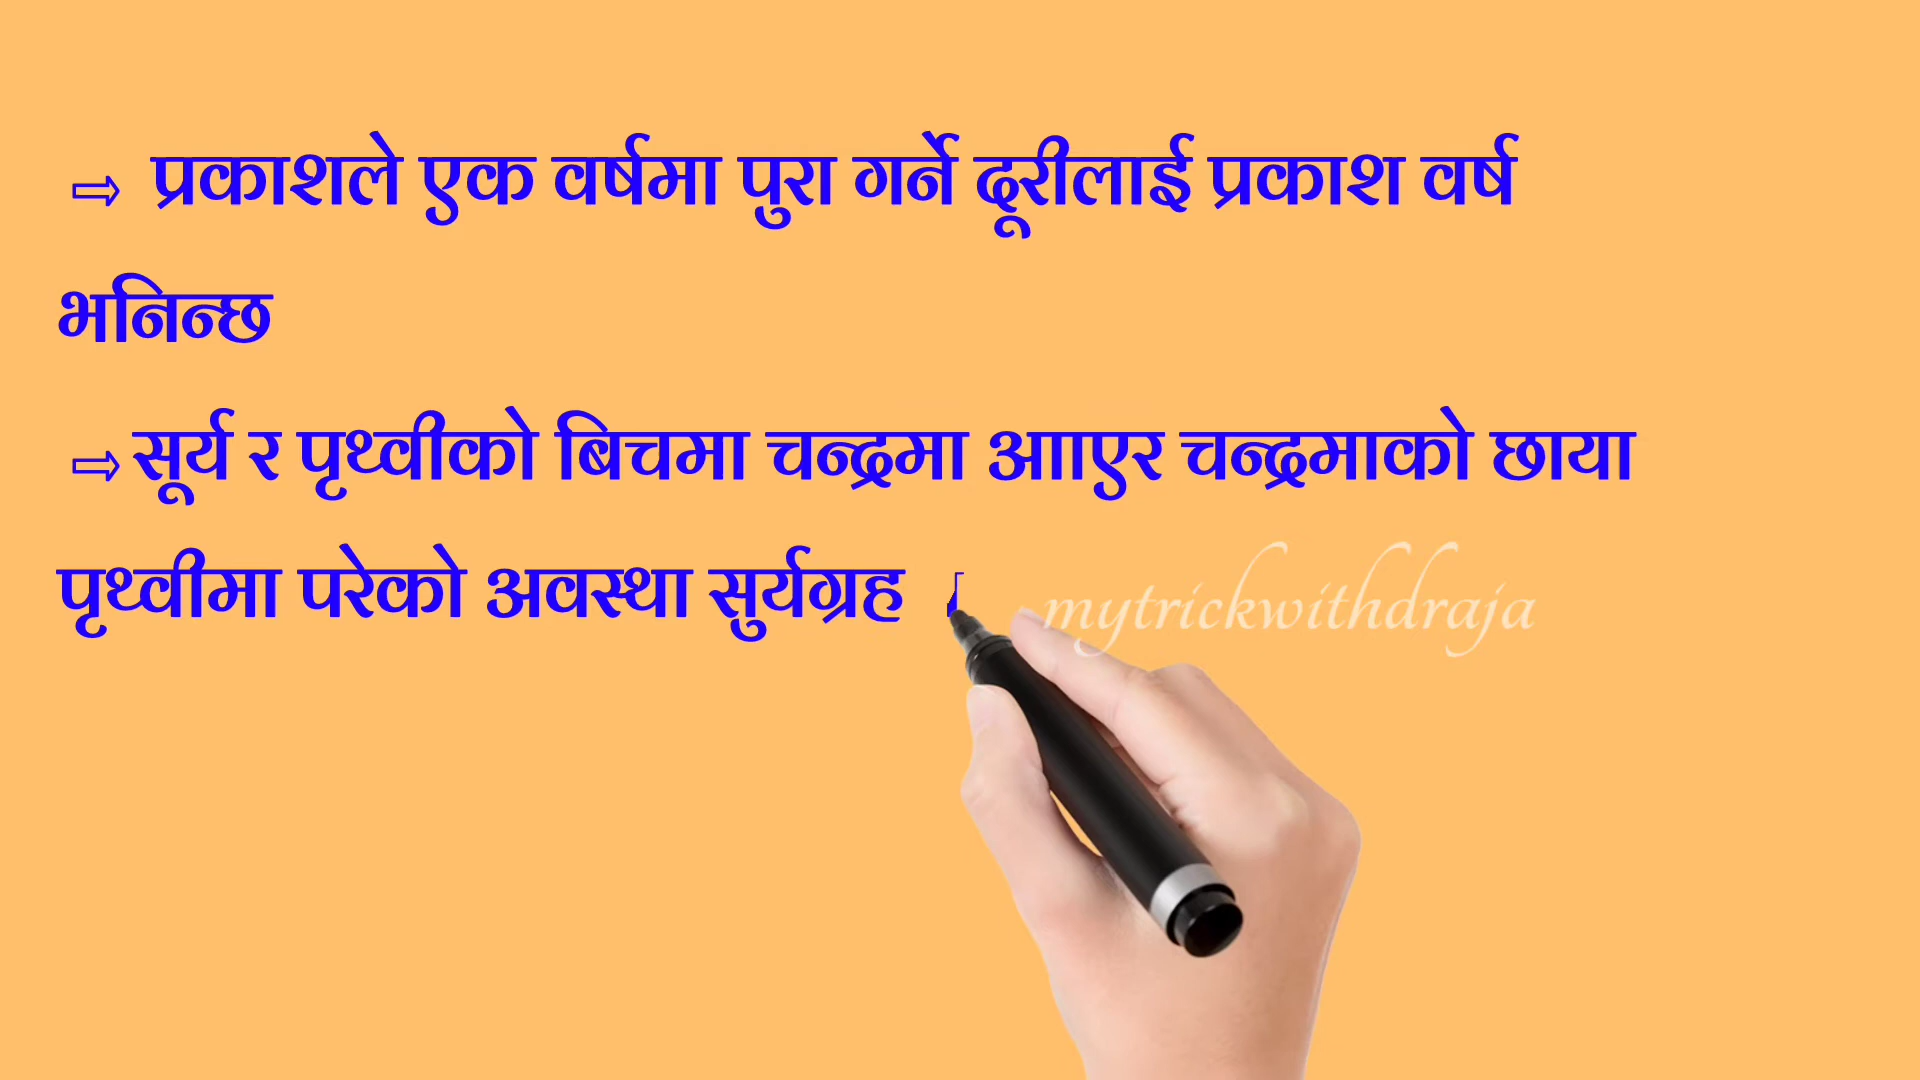 ⇨ प्रकाशले एक वर्षमा पुरा गर्ने दूरीलाई प्रकाश वर्ष
भनिन्छ
⇨सूर्य र पृथ्वीको बिचमा चन्द्रमा आाएर चन्द्रमाको छाया
पृथ्वीमा परेको अवस्था सुर्यग्रह
mytrickwithdraja